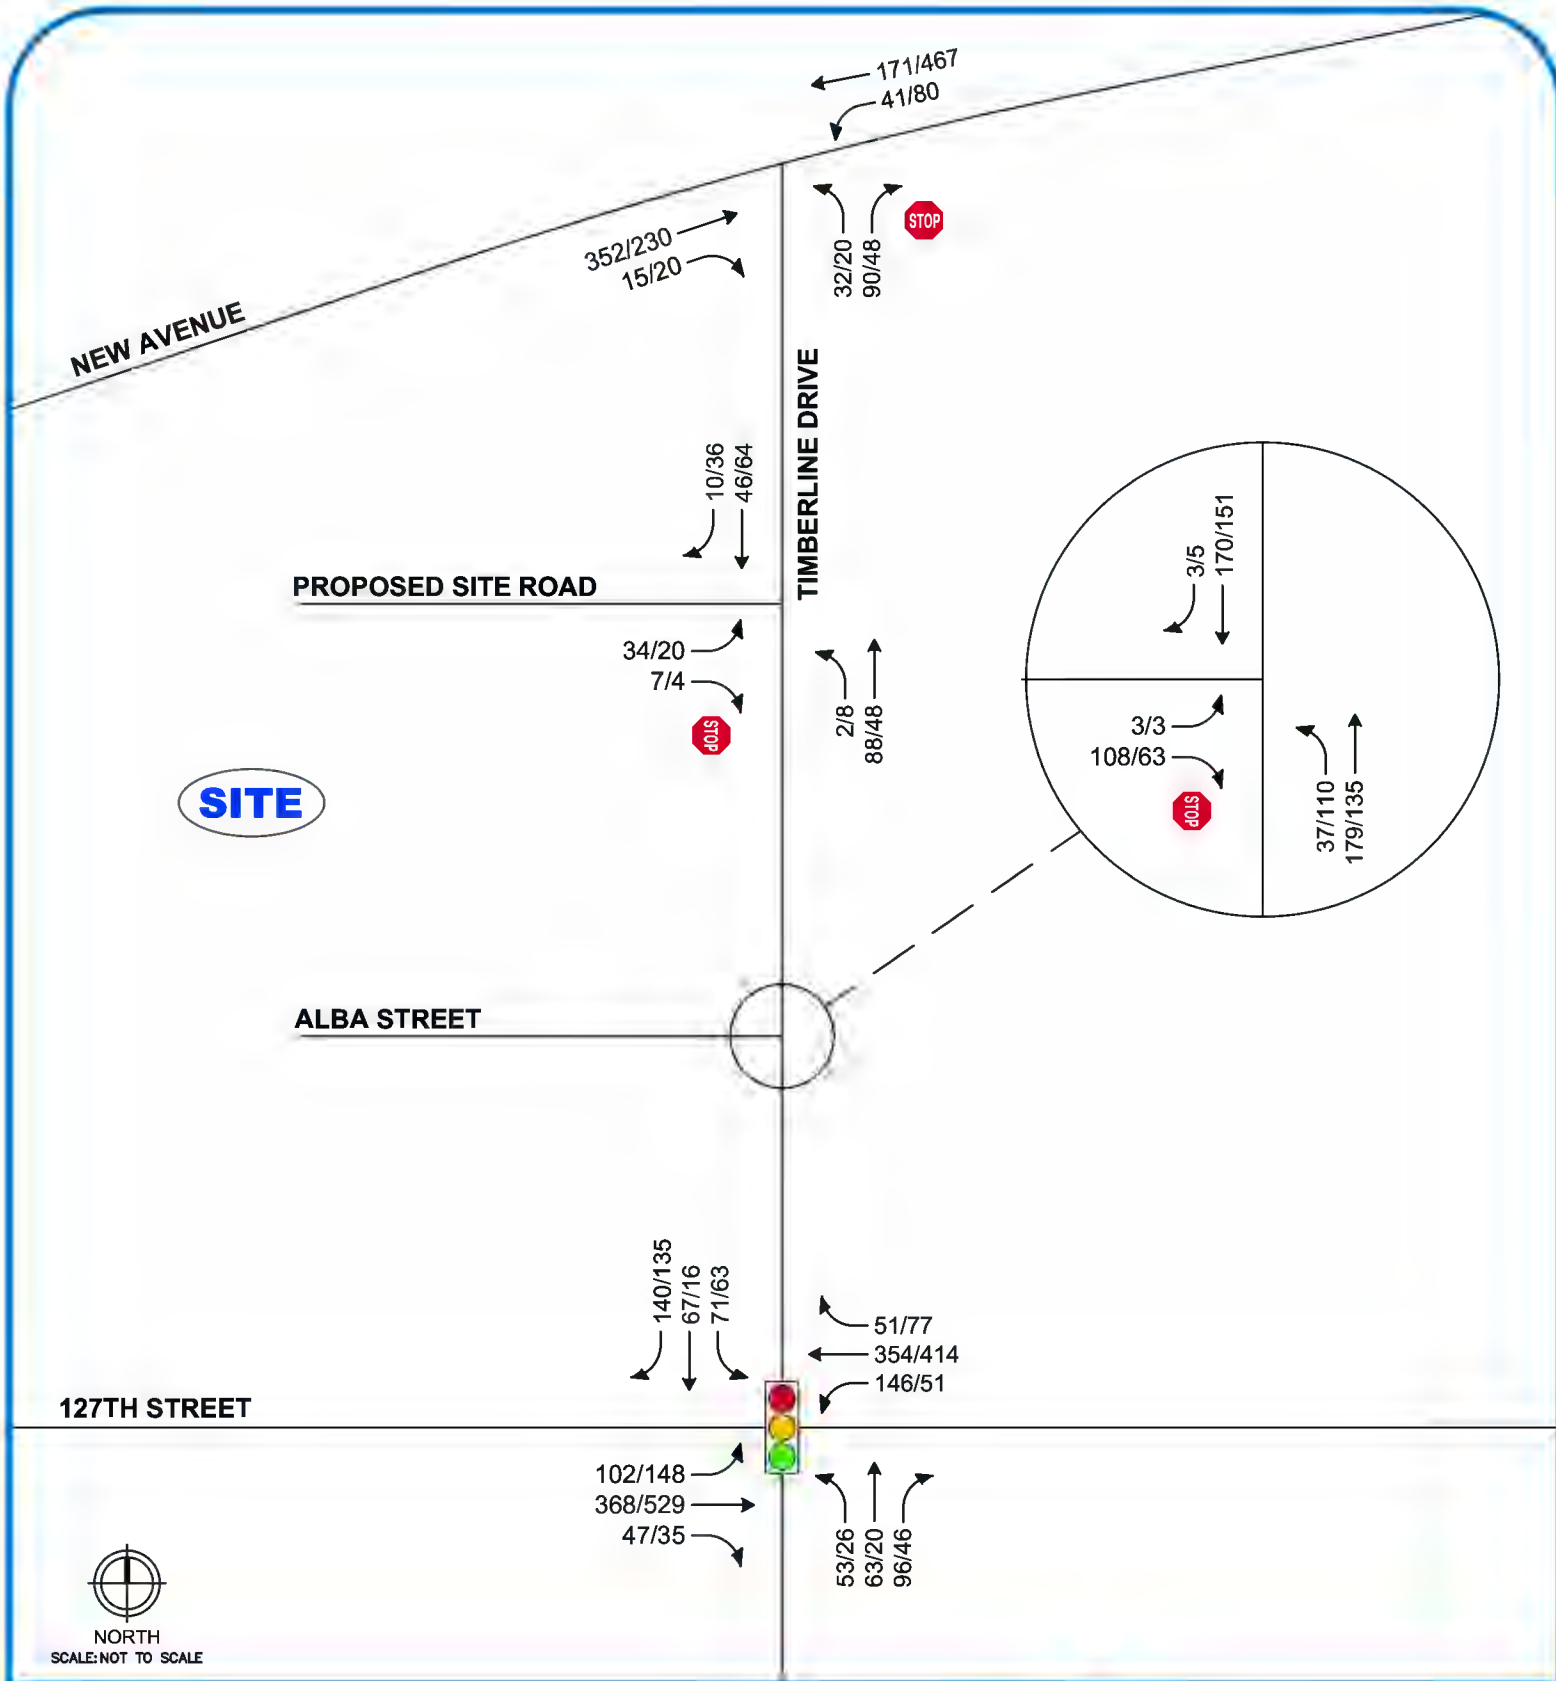 171/467
41/80
STOP
352/230
15/20
32/20
90/48
NEW AVENUE
TIMBERLINE DRIVE
10/36
46/64
PROPOSED SITE ROAD
34/20
7/4
STOP
2/8
88/48
3/5
170/151
3/3
108/63
STOP
37/110
179/135
SITE
ALBA STREET
140/135
67/16
71/63
51/77
354/414
146/51
127TH STREET
102/148
368/529
47/35
53/26
63/20
96/46
NORTH
SCALE: NOT TO SCALE